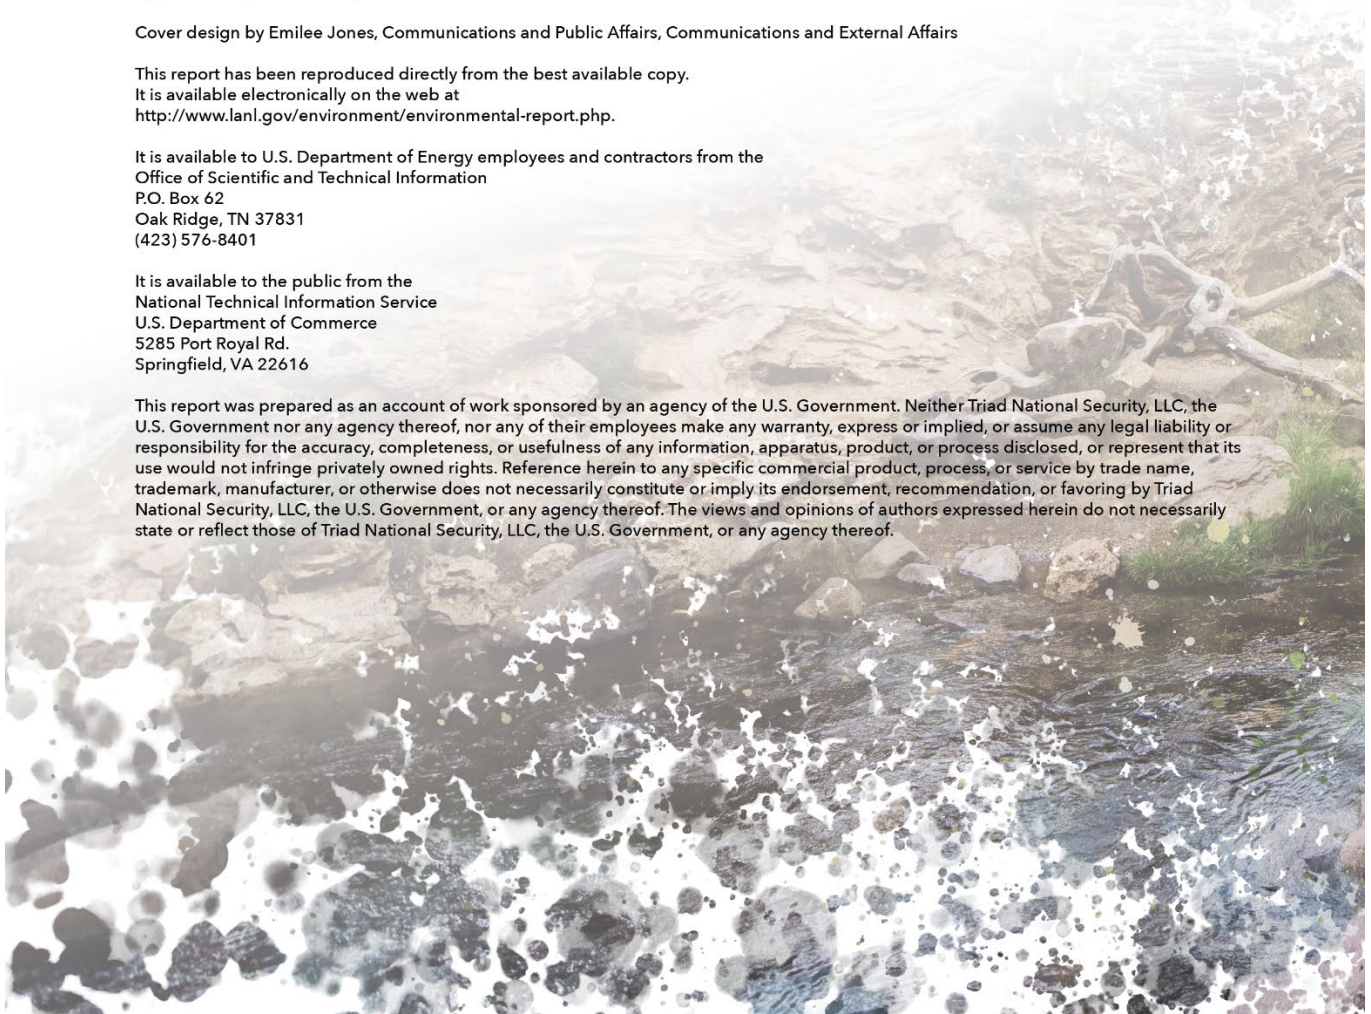 Cover design by Emilee Jones, Communications and Public Affairs, Communications and External Affairs
This report has been reproduced directly from the best available copy.
It is available electronically on the web at
http://www.lanl.gov/environment/environmental-report.php.
It is available to U.S. Department of Energy employees and contractors from the
Office of Scientific and Technical Information
P.O. Box 62
Oak Ridge, TN 37831
(423) 576-8401
It is available to the public from the
National Technical Information Service
U.S. Department of Commerce
5285 Port Royal Rd.
Springfield, VA 22616
This report was prepared as an account of work sponsored by an agency of the U.S. Government. Neither Triad National Security, LLC, the
U.S. Government nor any agency thereof, nor any of their employees make any warranty, express or implied, or assume any legal liability or
responsibility for the accuracy, completeness, or usefulness of any information, apparatus, product, or process disclosed, or represent that its
use would not infringe privately owned rights. Reference herein to any specific commercial product, process, or service by trade name,
trademark, manufacturer, or otherwise does not necessarily constitute or imply its endorsement, recommendation, or favoring by Triad
National Security, LLC, the U.S. Government, or any agency thereof. The views and opinions of authors expressed herein do not necessarily
state or reflect those of Triad National Security, LLC, the U.S. Government, or any agency thereof.